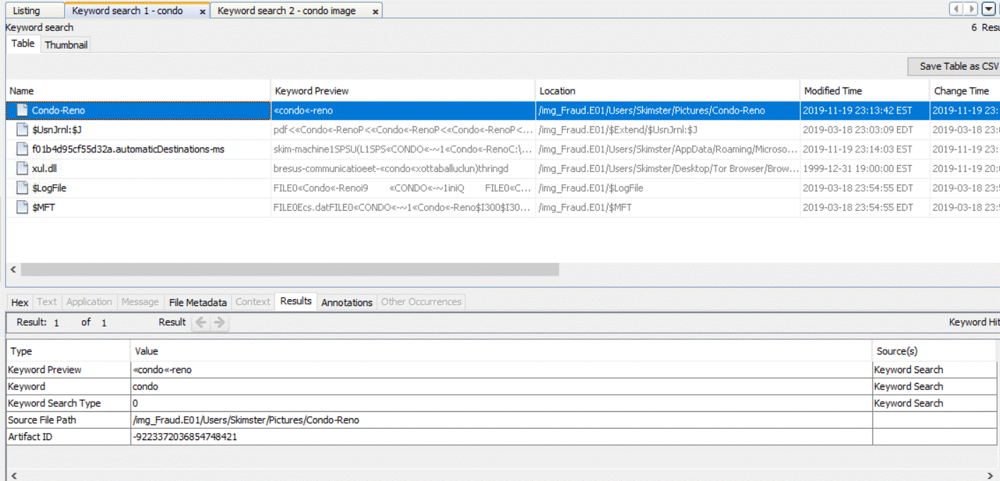 Listing Keyword search 1 - condo x Keyword search 2 - condo image x
Keyword search 6 Resu
Table Thumbnail
Save Table as CSV
Name Keyword Preview Location Modified Time Change Time
Condo-Reno «condo«-reno /img_Fraud.E01/Users/Skimster/Pictures/Condo-Reno 2019-11-19 23:13:42 EST 2019-11-19 23:
$UsnJrnl:$J pdf<«Condo«-RenoP<«Condo«-RenoP<«Condo«-RenoP<... /img_Fraud.E01/$Extend/$UsnJrnl:$J 2019-03-18 23:03:09 EDT 2019-03-18 23:0
f01b4d95cf55d32a.automaticDestinations-ms skim-machine1SPSU(L1SPS«CONDO«-~1«Condo«-RenoC:\... /img_Fraud.E01/Users/Skimster/AppData/Roaming/Microso... 2019-11-19 23:14:03 EST 2019-11-19 23:
xul.dll bresus-communicatioeet-«condo«xottaballuclun)thringd /img_Fraud.E01/Users/Skimster/Desktop/Tor Browser/Brow... 1999-12-31 19:00:00 EST 2019-11-19 20:0
$LogFile FILE0«Condo«-Renoi9 «CONDO«-~1iniQ FILE0«C... /img_Fraud.E01/$LogFile 2019-03-18 23:54:55 EDT 2019-03-18 23:5
$MFT FILE0Ecs.datFILE0«CONDO«-~1«Condo«-Reno$I300$I30... /img_Fraud.E01/$MFT 2019-03-18 23:54:55 EDT 2019-03-18 23:5
Hex Text Application Message File Metadata Context Results Annotations Other Occurrences
Result: 1 of 1 Result Keyword Hit
Type Value Source(s)
Keyword Preview «condo«-reno Keyword Search
Keyword condo Keyword Search
Keyword Search Type 0 Keyword Search
Source File Path /img_Fraud.E01/Users/Skimster/Pictures/Condo-Reno
Artifact ID -9223372036854748421